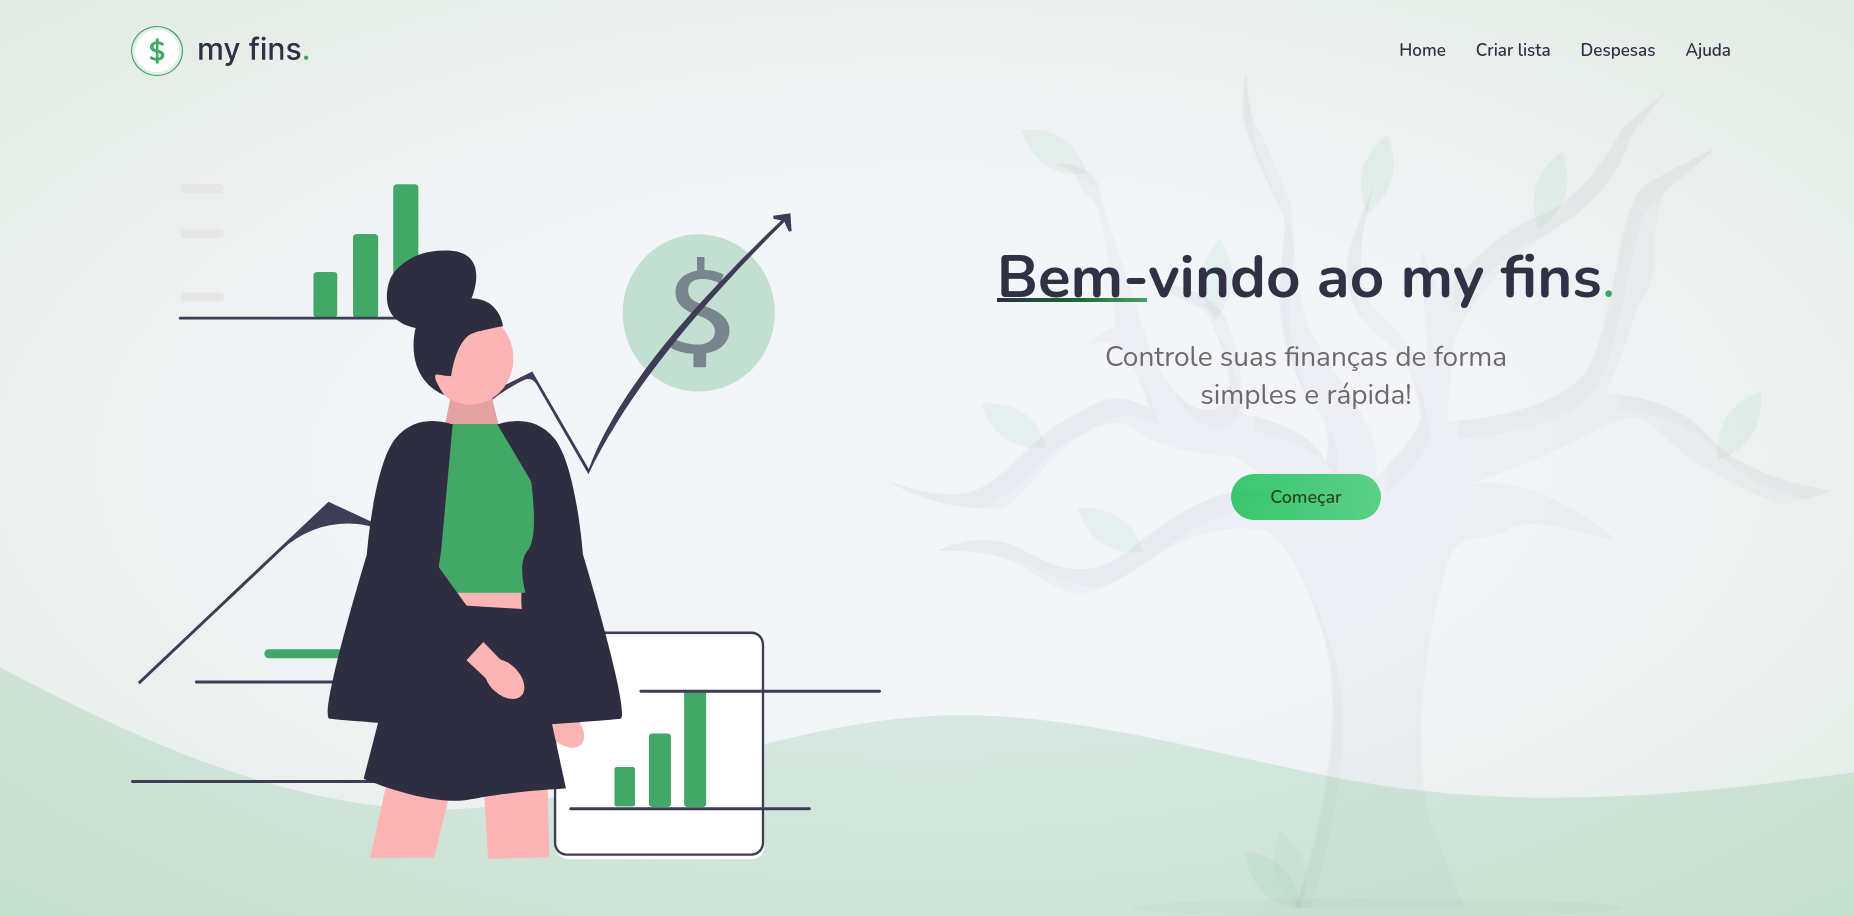 $ my fins.
Home Criar lista Despesas Ajuda
$
Bem-vindo ao my fins.
Controle suas finanças de forma
simples e rápida!
Começar